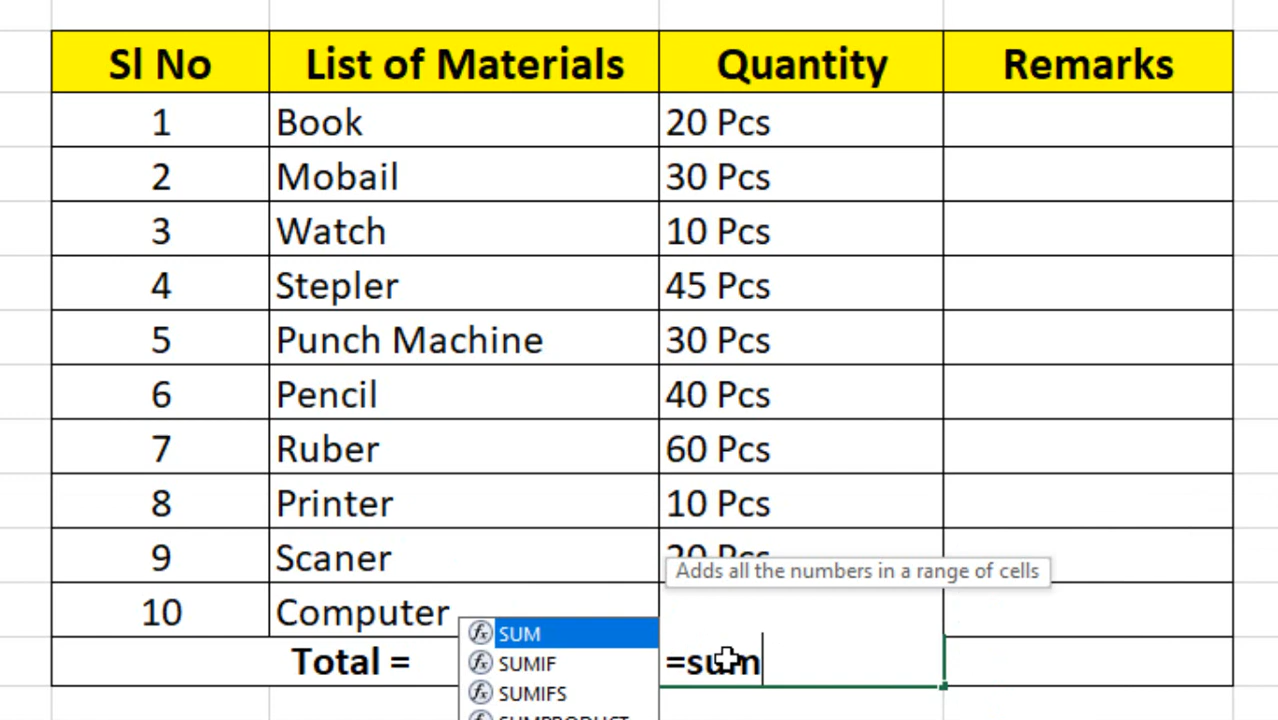 Sl No List of Materials Quantity Remarks
1 Book 20 Pcs
2 Mobail 30 Pcs
3 Watch 10 Pcs
4 Stepler 45 Pcs
5 Punch Machine 30 Pcs
6 Pencil 40 Pcs
7 Ruber 60 Pcs
8 Printer 10 Pcs
9 Scaner
Adds all the numbers in a range of cells
10 Computer
Total = =sum
SUM
SUMIF
SUMIFS